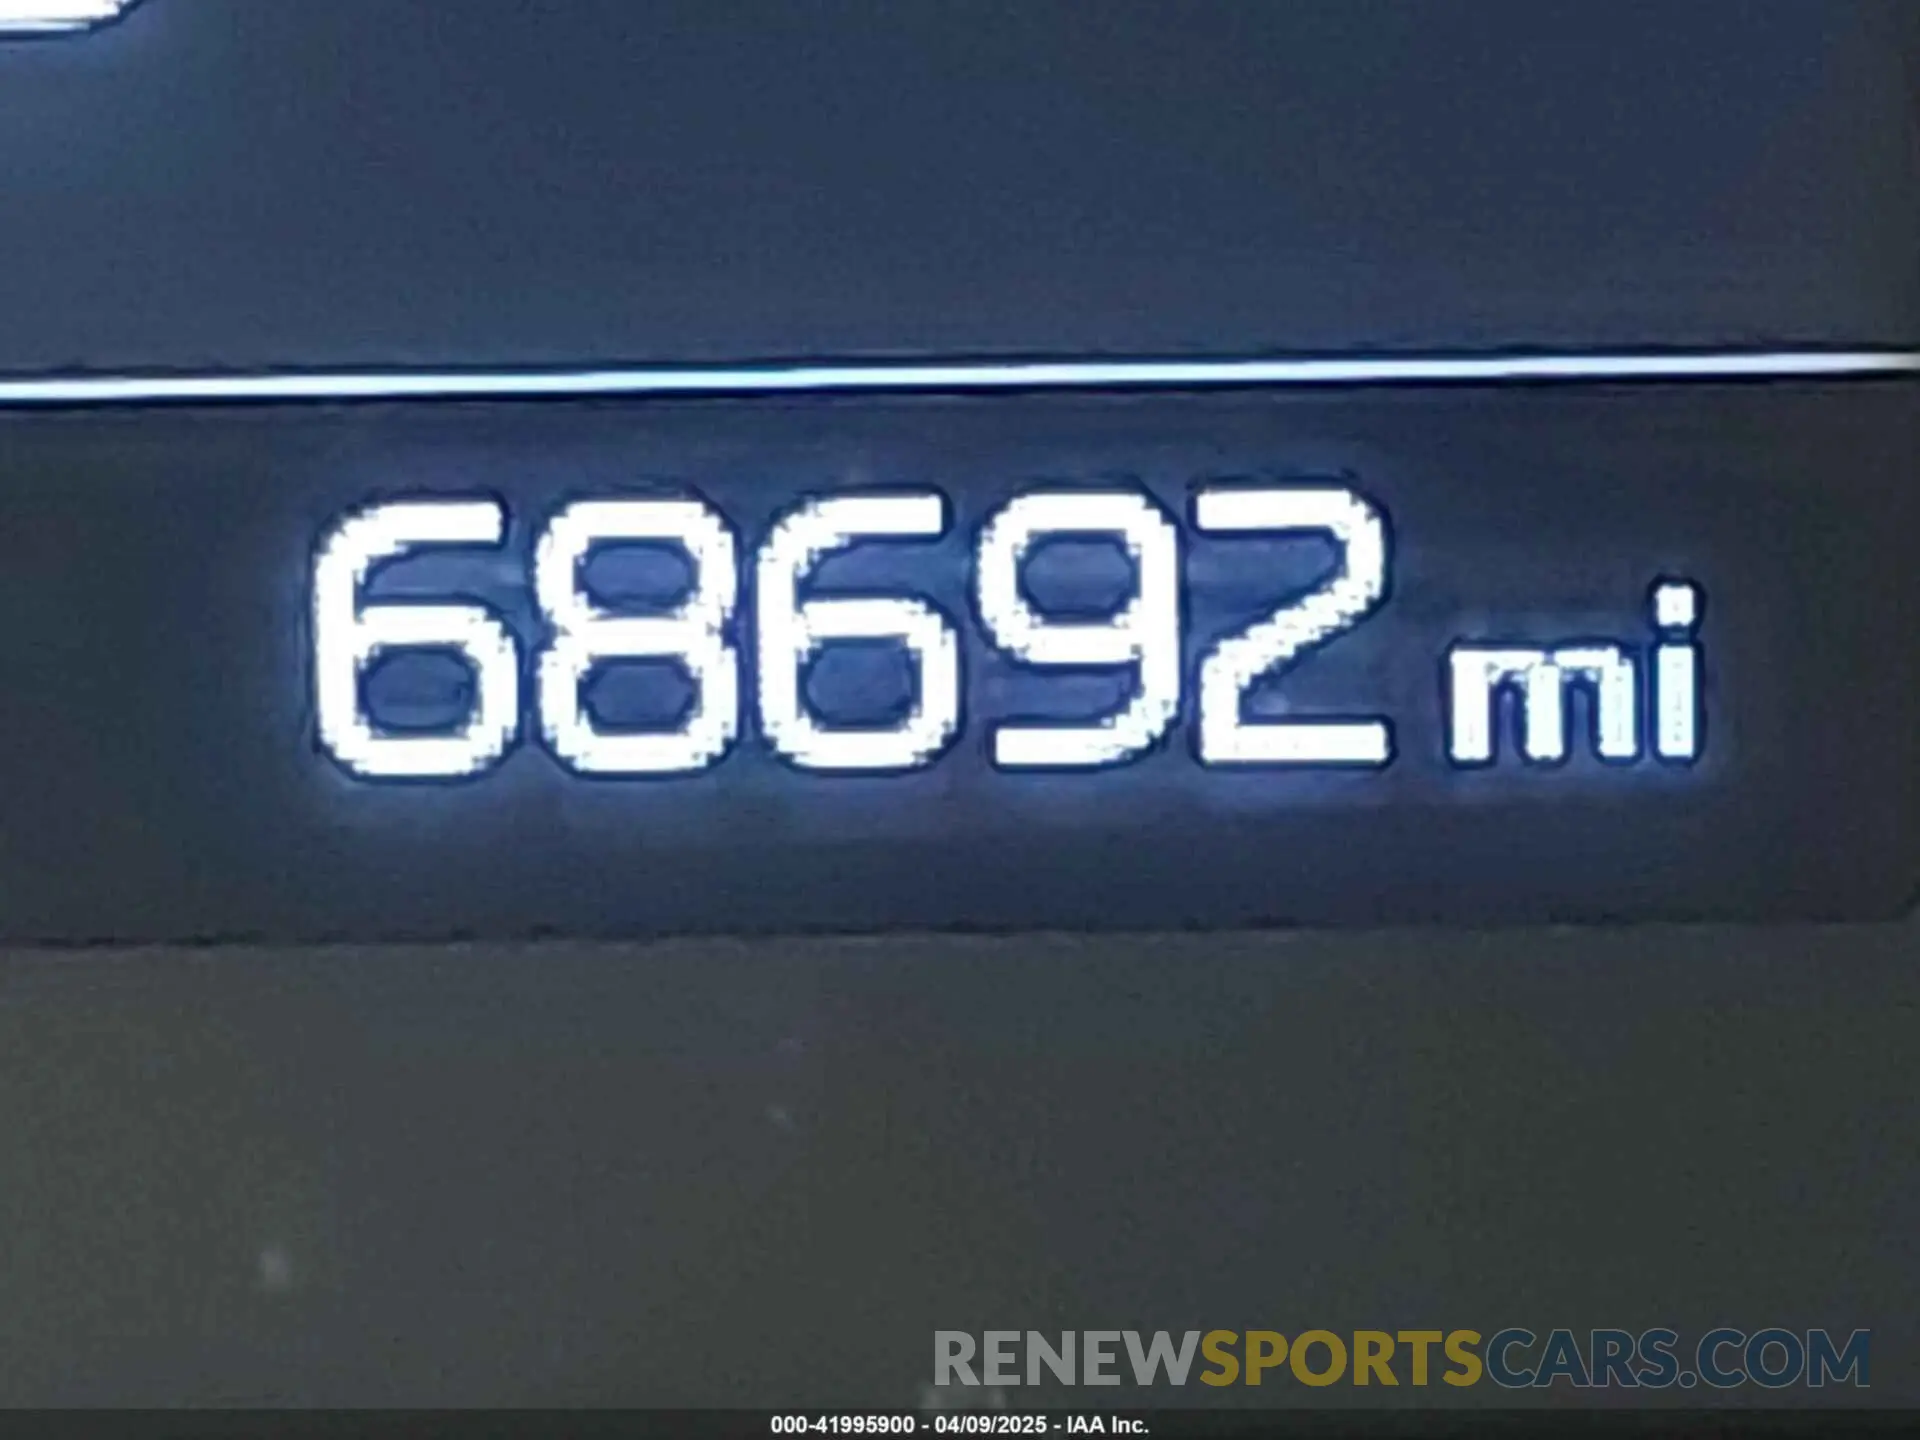 68692 mi
RENEWSPORTSCARS.COM
000-41995900 - 04/09/2025 - IAA Inc.